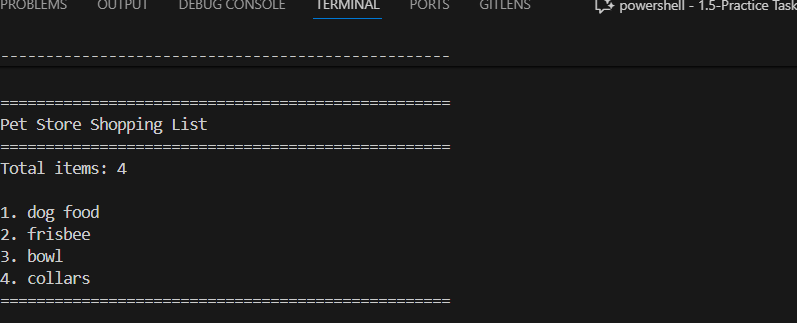 PROBLEMS OUTPUT DEBUG CONSOLE TERMINAL PORTS GITLENS powershell - 1.5-Practice Task
--------------------------------------------------
==================================================
Pet Store Shopping List
==================================================
Total items: 4
1. dog food
2. frisbee
3. bowl
4. collars
==================================================